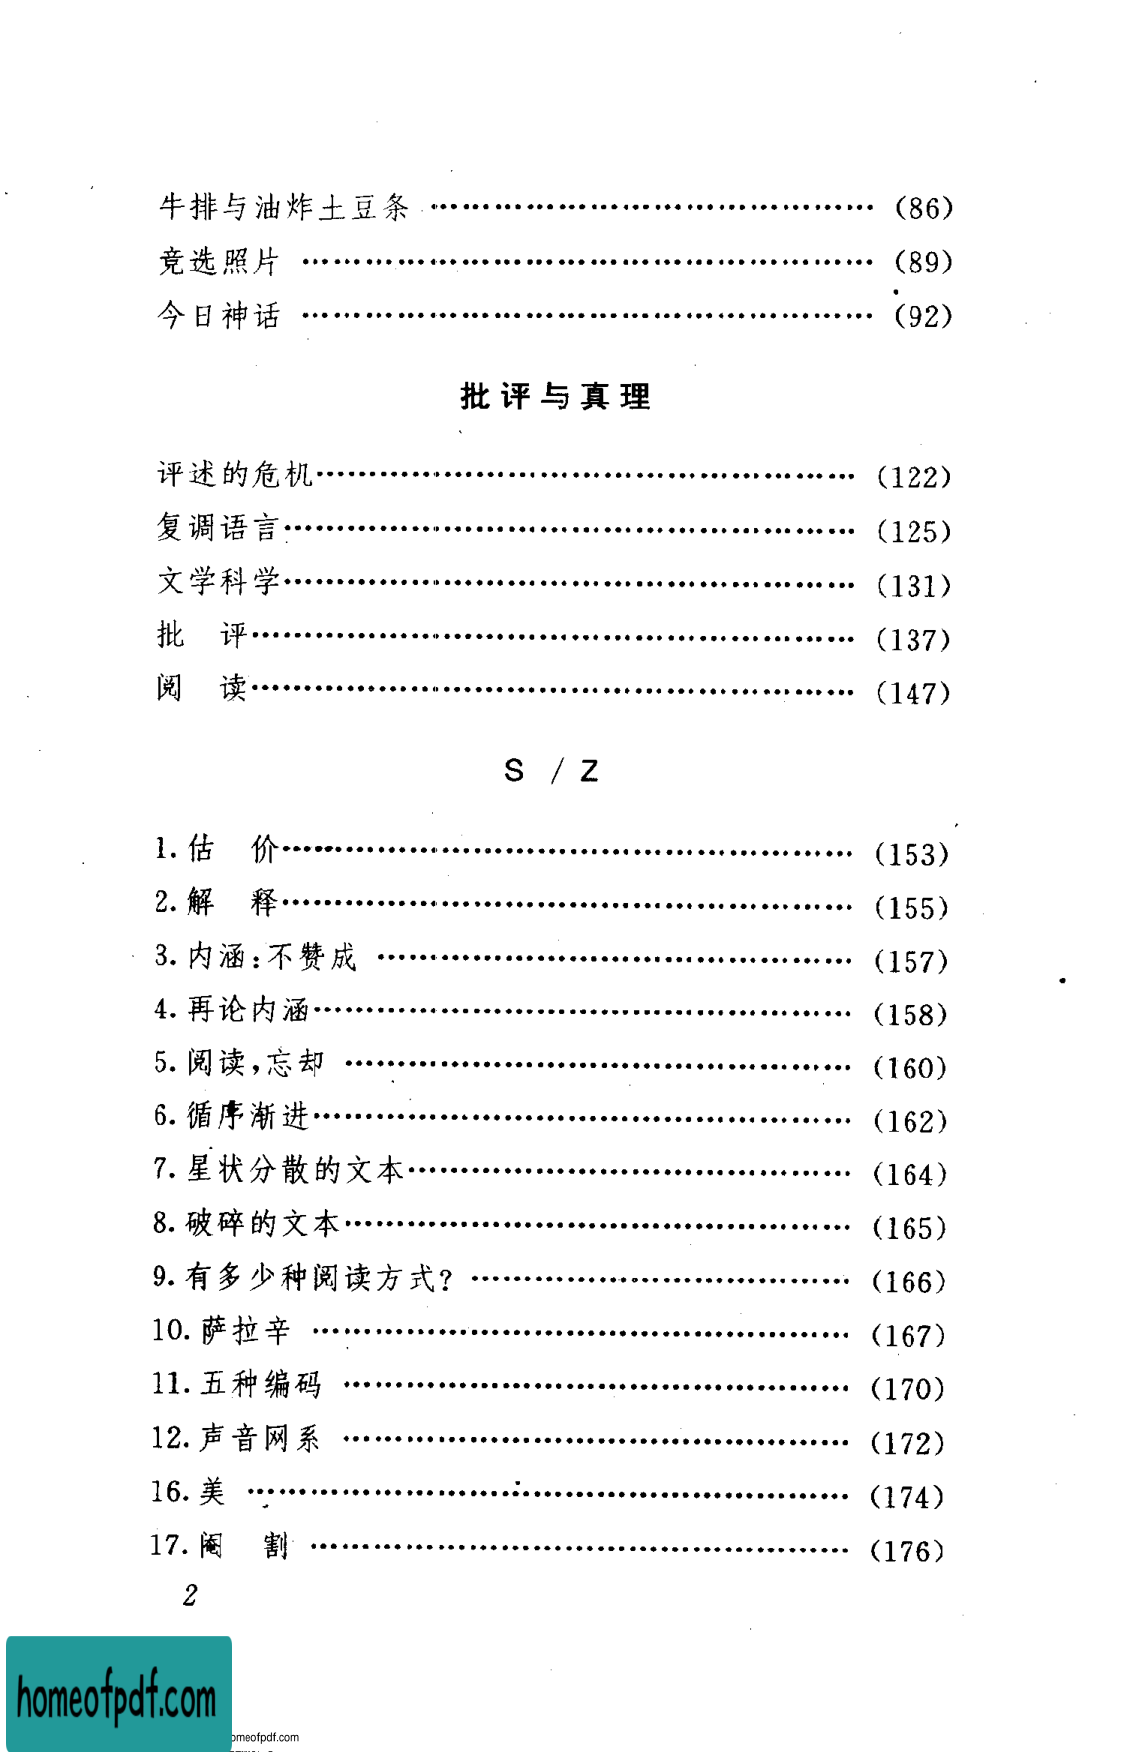 牛排与油炸土豆条 ………………………………… (86)
竞选照片 ………………………………… (89)
今日神话 ………………………………… (92)
批评与真理
评述的危机………………………………… (122)
复调语言………………………………… (125)
文学科学………………………………… (131)
批　评………………………………… (137)
阅　读………………………………… (147)
S / Z
1. 估　价………………………………… (153)
2. 解　释………………………………… (155)
3. 内涵:不赞成 ………………………………… (157)
4. 再论内涵………………………………… (158)
5. 阅读,忘却 ………………………………… (160)
6. 循序渐进………………………………… (162)
7. 星状分散的文本………………………………… (164)
8. 破碎的文本………………………………… (165)
9. 有多少种阅读方式? ………………………………… (166)
10. 萨拉辛 ………………………………… (167)
11. 五种编码 ………………………………… (170)
12. 声音网系 ………………………………… (172)
16. 美 ………………………………… (174)
17. 阉　割 ………………………………… (176)
2
homeofpdf.com
omeofpdf.com